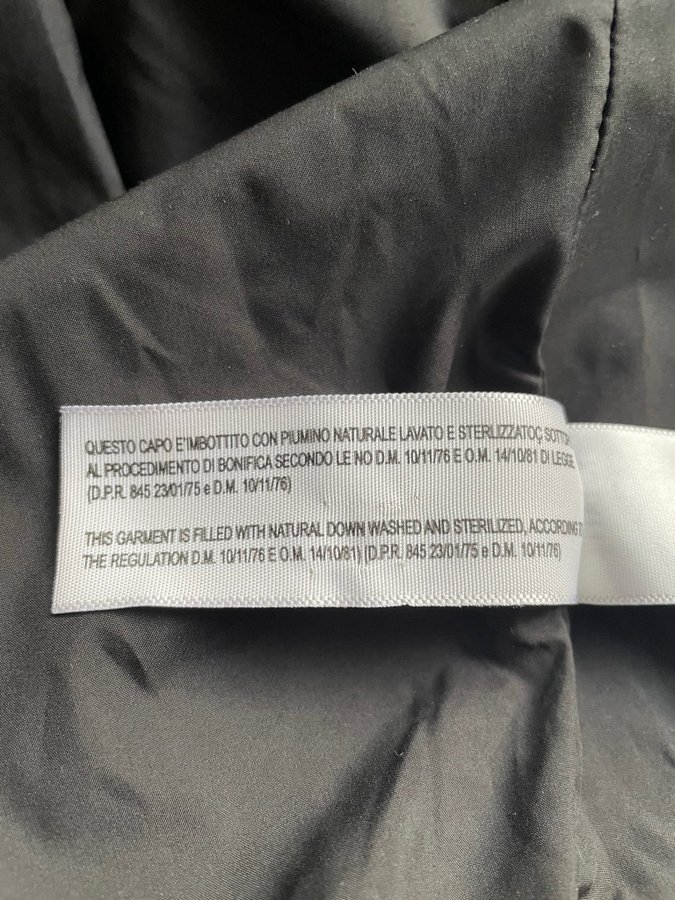 QUESTO CAPO E'IMBOTTITO CON PIUMINO NATURALE LAVATO E STERLIZZATOÇ SOTTOP
AL PROCEDIMENTO DI BONIFICA SECONDO LE NO D.M. 10/11/76 E O.M. 14/10/81 DI LEGGE
(D.P.R. 845 23/01/75 e D.M. 10/11/76)
THIS GARMENT IS FILLED WITH NATURAL DOWN WASHED AND STERILIZED, ACCORDING
THE REGULATION D.M. 10/11/76 E O.M. 14/10/81) (D.P.R. 845 23/01/75 e D.M. 10/11/76)